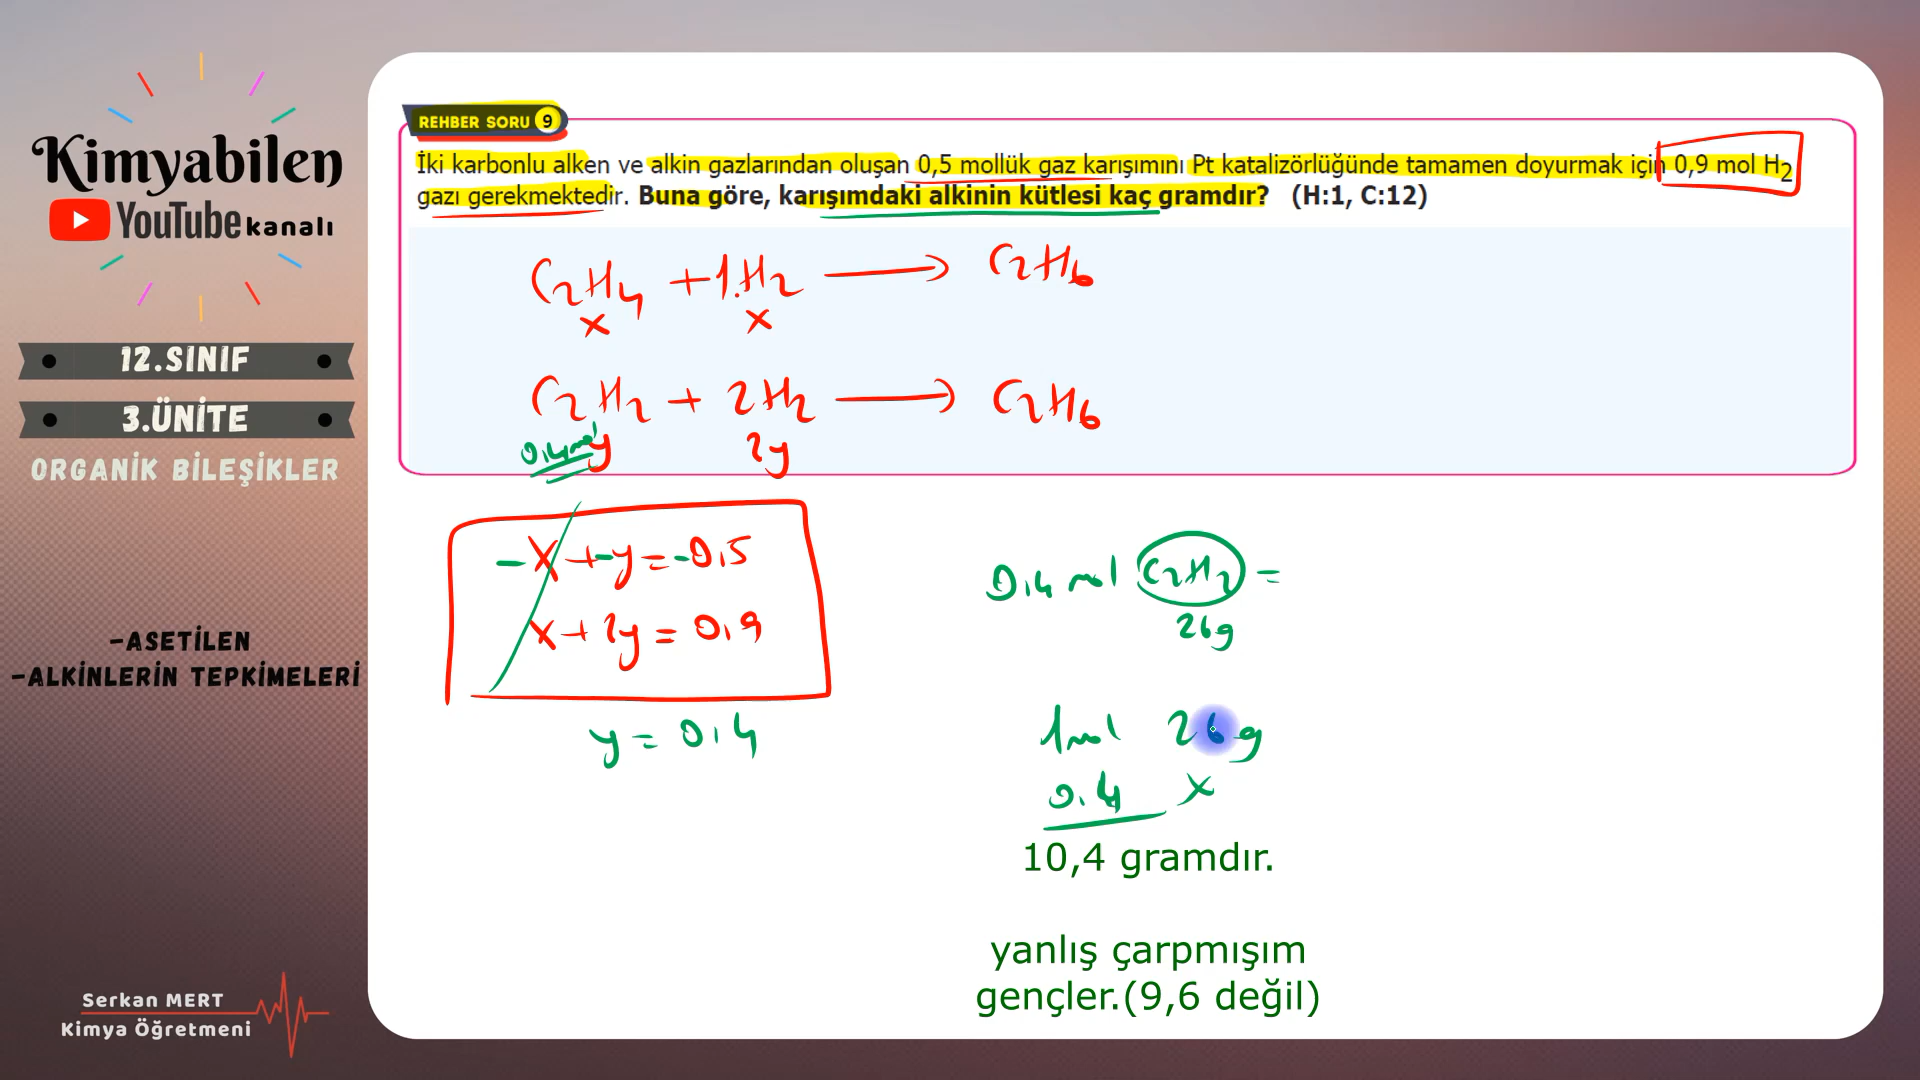 Kimyabilen
YouTube kanalı
12.SINIF
3.ÜNİTE
ORGANİK BİLEŞİKLER
-ASETİLEN
-ALKİNLERİN TEPKİMELERİ
Serkan MERT
Kimya Öğretmeni
REHBER SORU 9
İki karbonlu alken ve alkin gazlarından oluşan 0,5 mollük gaz karışımını Pt katalizörlüğünde tamamen doyurmak için 0,9 mol H2
gazı gerekmektedir. Buna göre, karışımdaki alkinin kütlesi kaç gramdır? (H:1, C:12)
C2H4 + 1.H2 → C2H6
x x
C2H2 + 2H2 → C2H6
0,4mol y 2y
-x+-y=-0,5
x+2y=0,9
y=0,4
0,4 mol C2H2 =
26g
1mol 26g
0,4 x
10,4 gramdır.
yanlış çarpmışım
gençler.(9,6 değil)